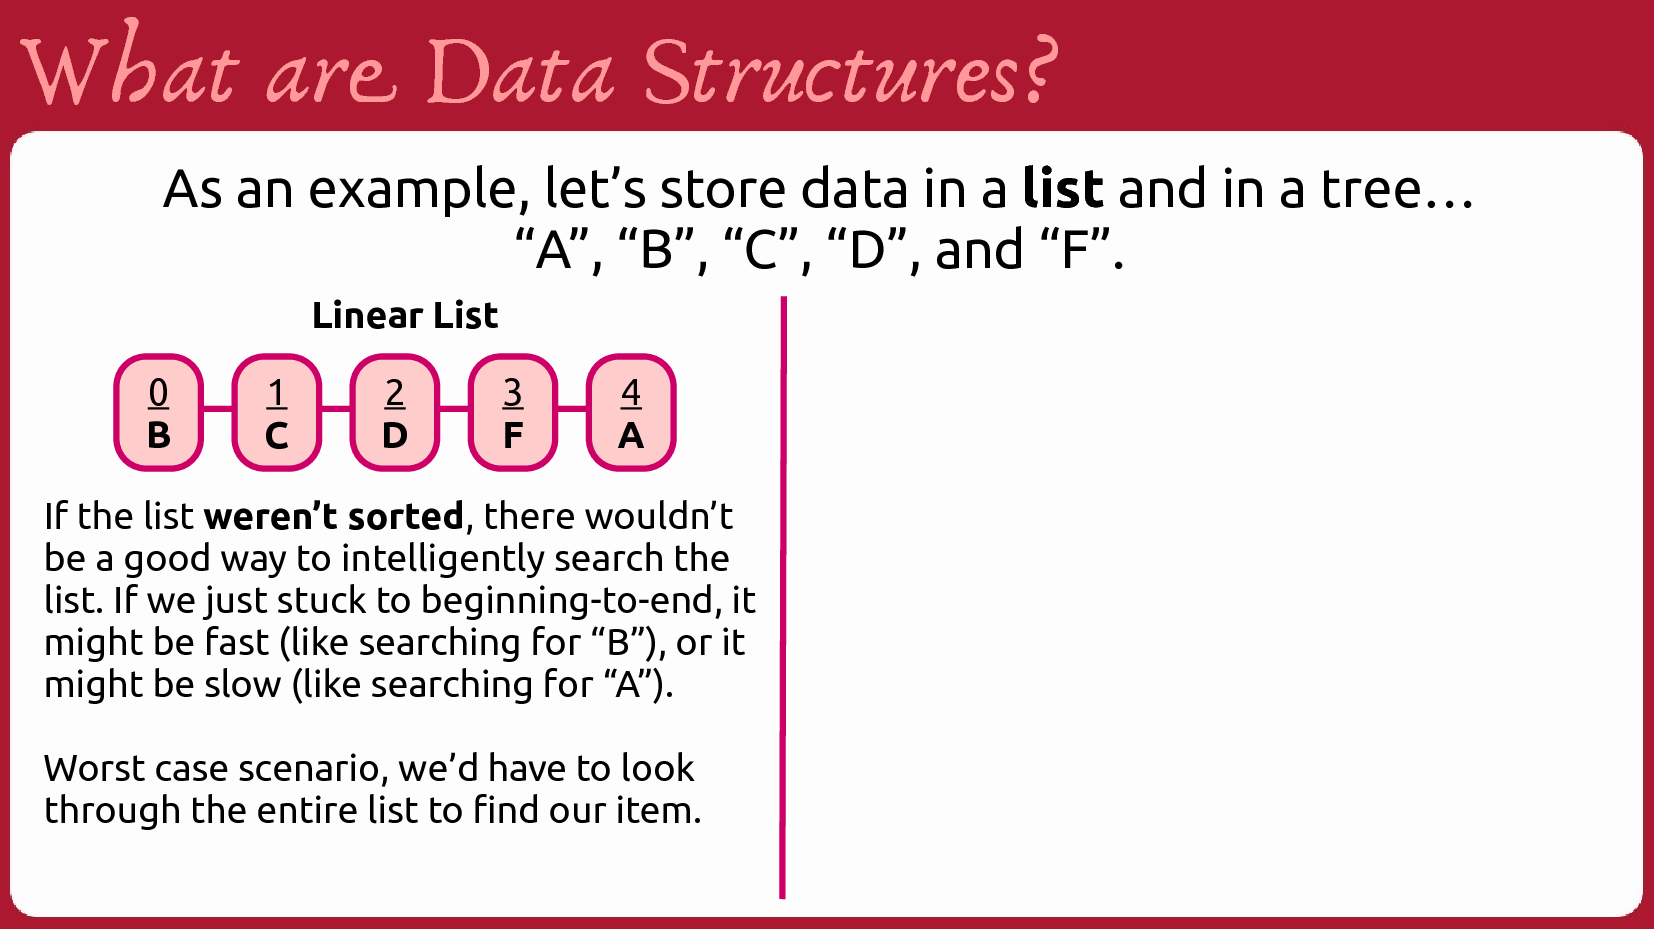 What are Data Structures?
As an example, let’s store data in a list and in a tree…
“A”, “B”, “C”, “D”, and “F”.
Linear List
0 1 2 3 4
B C D F A
If the list weren’t sorted, there wouldn’t
be a good way to intelligently search the
list. If we just stuck to beginning-to-end, it
might be fast (like searching for “B”), or it
might be slow (like searching for “A”).
Worst case scenario, we’d have to look
through the entire list to find our item.